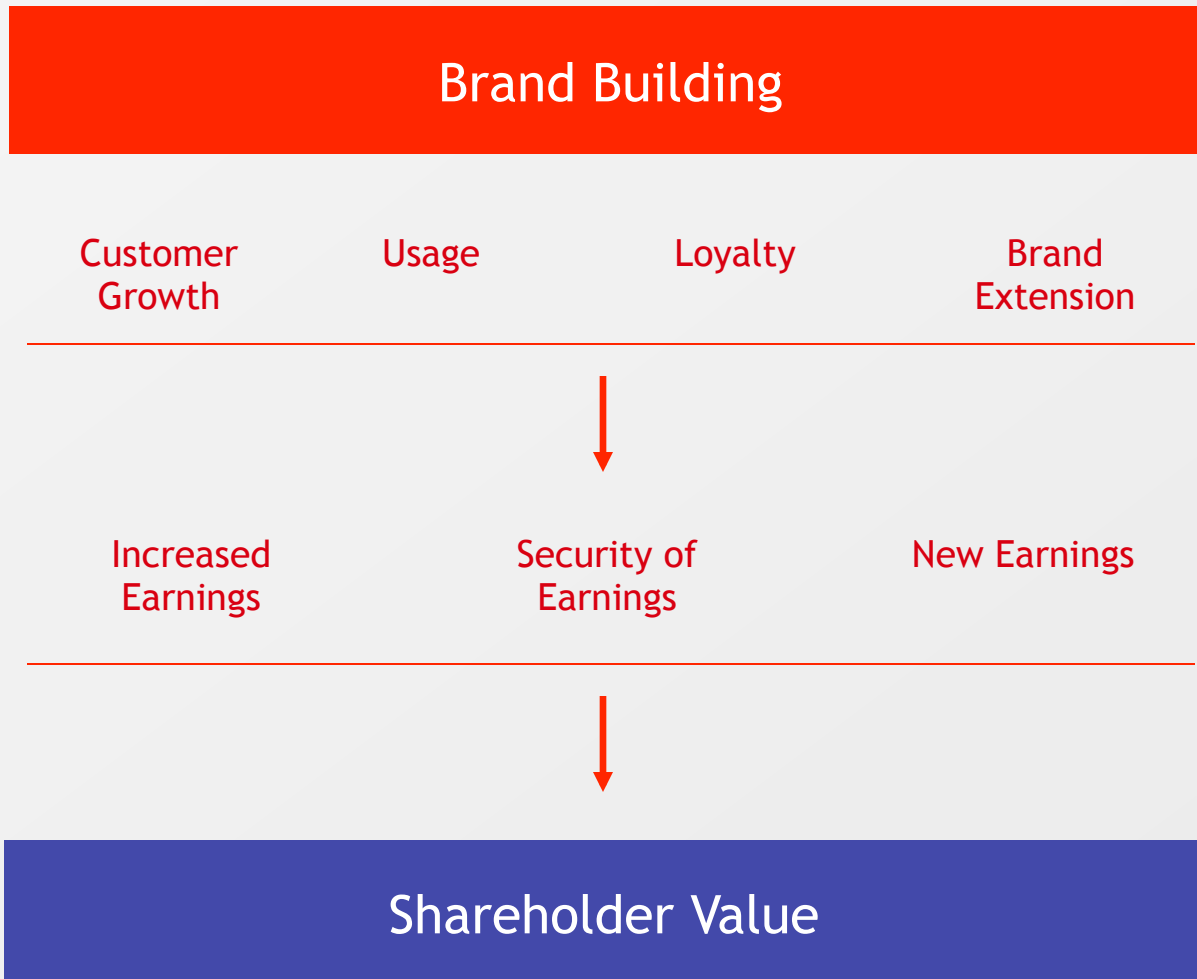 Brand Building
Customer
Growth
Usage
Loyalty
Brand
Extension
Increased
Earnings
Security of
Earnings
New Earnings
Shareholder Value